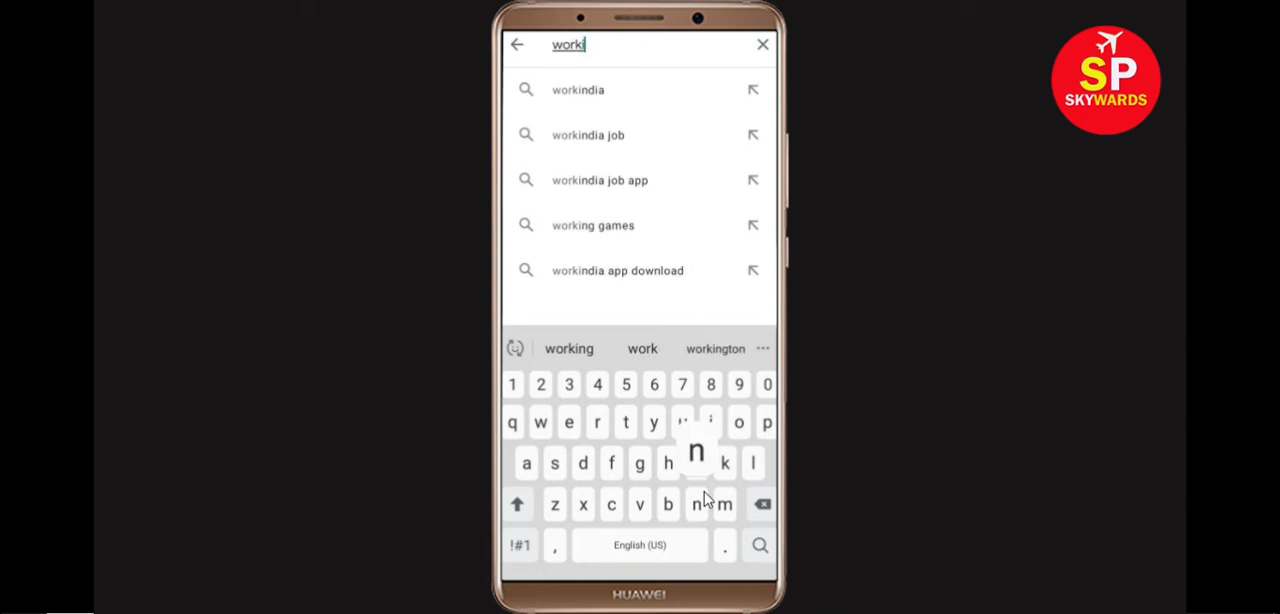 worki
workindia
workindia job
workindia job app
working games
workindia app download
working work workington ...
1 2 3 4 5 6 7 8 9 0
q w e r t y u i o p
n
a s d f g h k l
z x c v b n m
!#1 , English (US) .
HUAWEI
SP
SKYWARDS